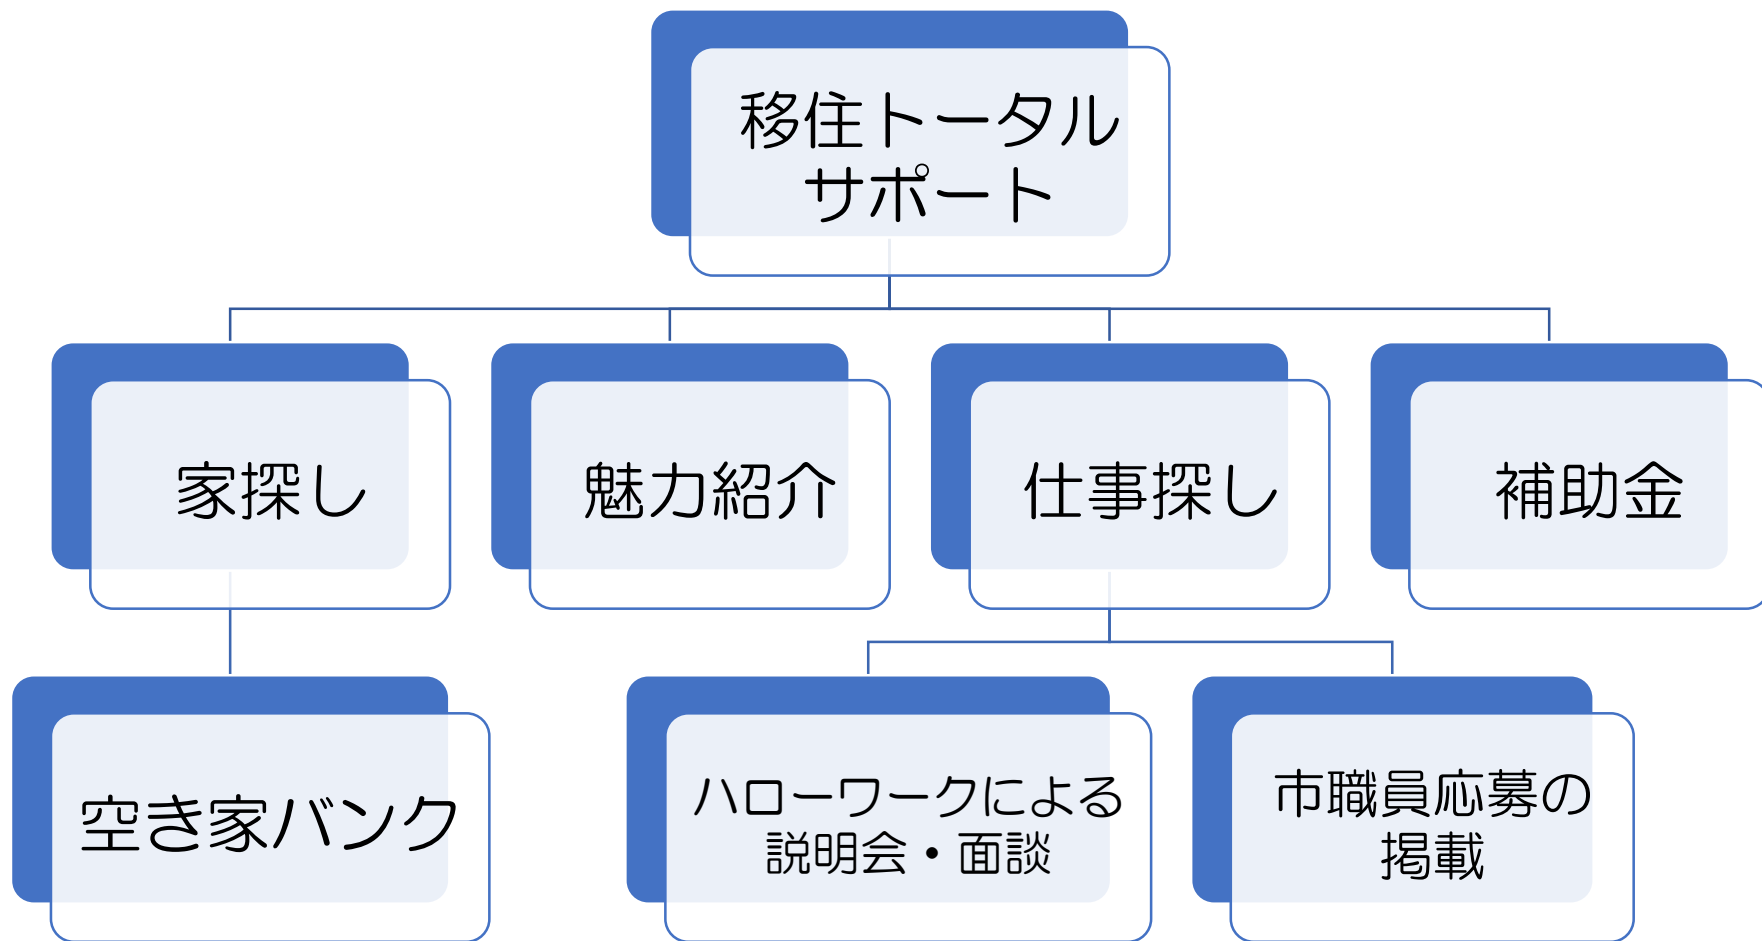 移住トータル
サポート
家探し
魅力紹介
仕事探し
補助金
空き家バンク
ハローワークによる
説明会・面談
市職員応募の
掲載